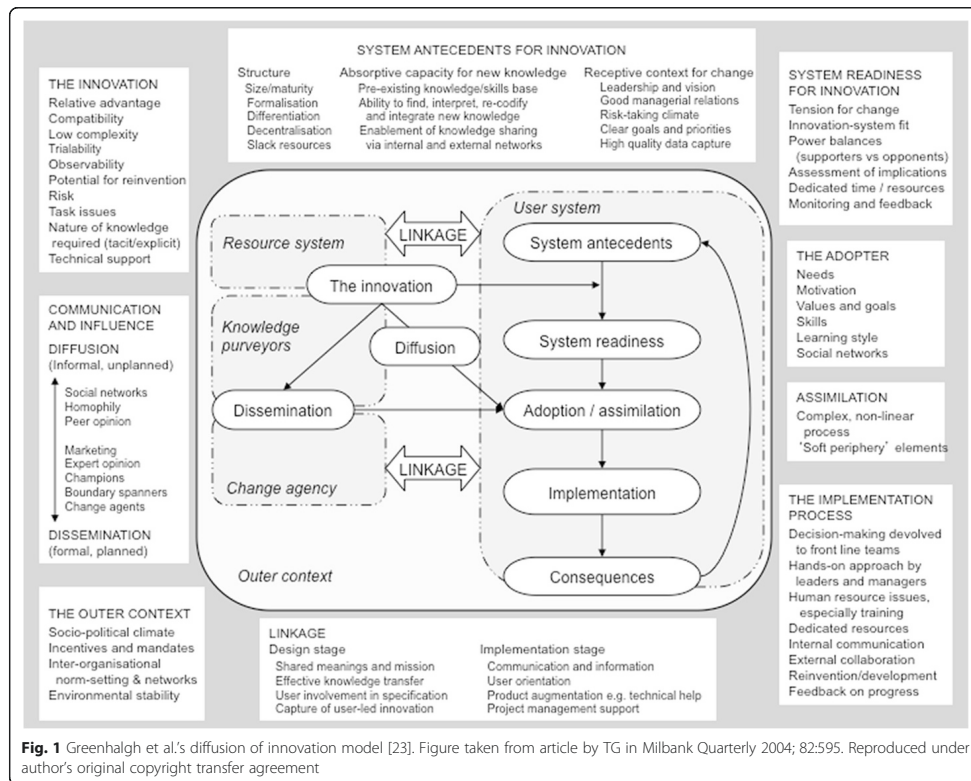 SYSTEM ANTECEDENTS FOR INNOVATION
Structure
Size/maturity
Formalisation
Differentiation
Decentralisation
Slack resources
Absorptive capacity for new knowledge
Pre-existing knowledge/skills base
Ability to find, interpret, re-codify
and integrate new knowledge
Enablement of knowledge sharing
via internal and external networks
Receptive context for change
Leadership and vision
Good managerial relations
Risk-taking climate
Clear goals and priorities
High quality data capture
THE INNOVATION
Relative advantage
Compatibility
Low complexity
Trialability
Observability
Potential for reinvention
Risk
Task issues
Nature of knowledge
required (tacit/explicit)
Technical support
COMMUNICATION
AND INFLUENCE
DIFFUSION
(Informal, unplanned)
Social networks
Homophily
Peer opinion
Marketing
Expert opinion
Champions
Boundary spanners
Change agents
DISSEMINATION
(formal, planned)
THE OUTER CONTEXT
Socio-political climate
Incentives and mandates
Inter-organisational
norm-setting & networks
Environmental stability
Resource system
LINKAGE
User system
System antecedents
The innovation
Knowledge
purveyors
Diffusion
System readiness
Dissemination
Adoption / assimilation
LINKAGE
Change agency
Implementation
Outer context
Consequences
SYSTEM READINESS
FOR INNOVATION
Tension for change
Innovation-system fit
Power balances
(supporters vs opponents)
Assessment of implications
Dedicated time / resources
Monitoring and feedback
THE ADOPTER
Needs
Motivation
Values and goals
Skills
Learning style
Social networks
ASSIMILATION
Complex, non-linear
process
'Soft periphery' elements
THE IMPLEMENTATION
PROCESS
Decision-making devolved
to front line teams
Hands-on approach by
leaders and managers
Human resource issues,
especially training
Dedicated resources
Internal communication
External collaboration
Reinvention/development
Feedback on progress
LINKAGE
Design stage
Shared meanings and mission
Effective knowledge transfer
User involvement in specification
Capture of user-led innovation
Implementation stage
Communication and information
User orientation
Product augmentation e.g. technical help
Project management support
Fig. 1 Greenhalgh et al.'s diffusion of innovation model [23]. Figure taken from article by TG in Milbank Quarterly 2004; 82:595. Reproduced under
author's original copyright transfer agreement